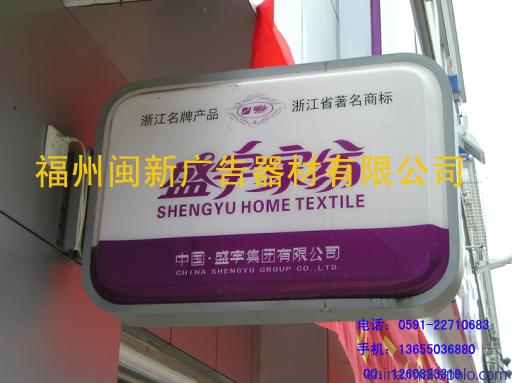 浙江名牌产品 浙江省著名商标
盛宇家纺
福州闽新广告器材有限公司
SHENGYU HOME TEXTILE
中国·盛宇集团有限公司
CHINA SHENGYU GROUP CO.,LTD.
电话：0591-22710683
手机：13655036880
QQ：1260823319